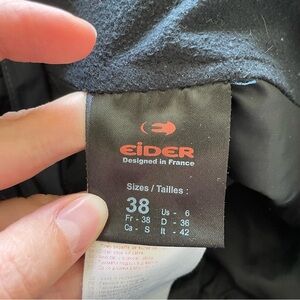 eiDER
Designed in France
Sizes / Tailles :
38
Us - 6
Fr - 38 D - 36
Ca - S It - 42